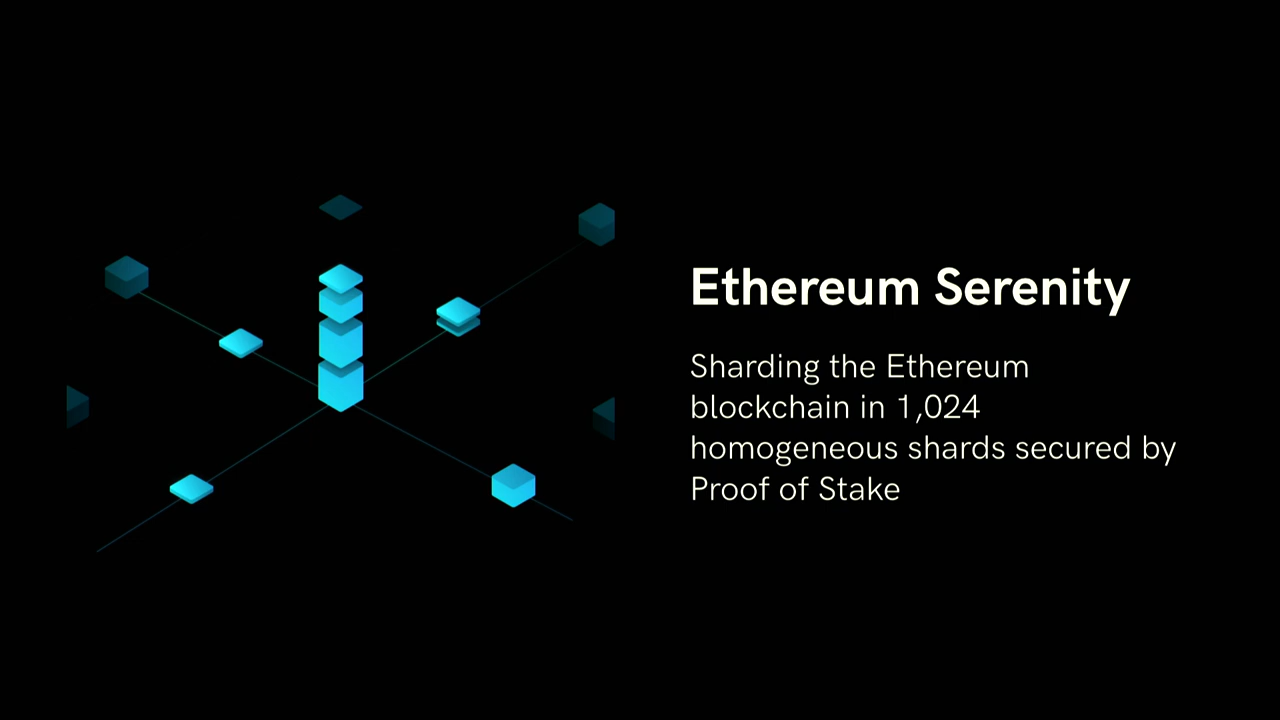 Ethereum Serenity
Sharding the Ethereum
blockchain in 1,024
homogeneous shards secured by
Proof of Stake